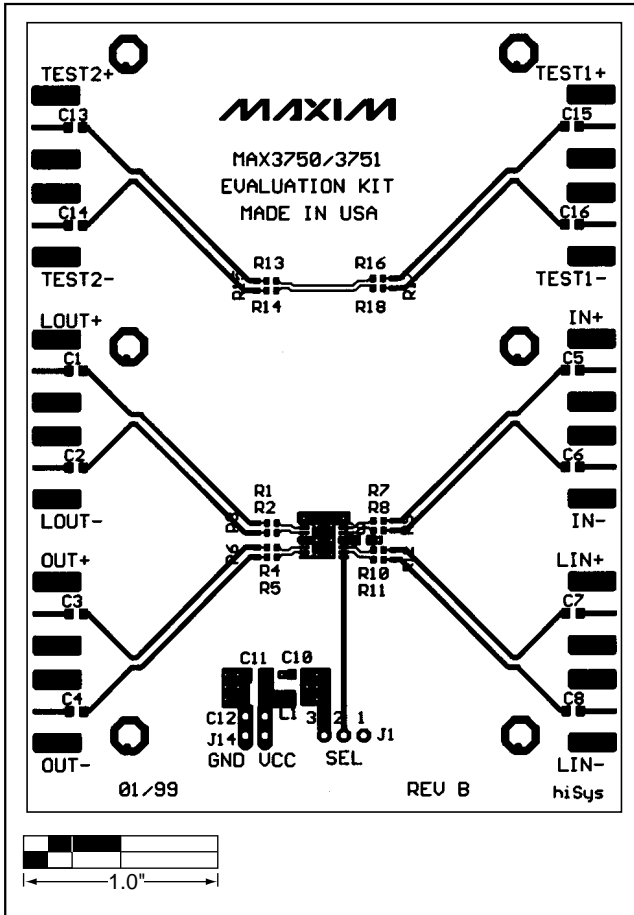 TEST2+
TEST1+
C13
C15
MAXIM
MAX3750/3751
EVALUATION KIT
MADE IN USA
C14
C16
TEST2-
R13
R16
TEST1-
R14
R18
LOUT+
IN+
C1
C5
C2
C6
R1
R7
R2
R8
LOUT-
IN-
OUT+
R6
LIN+
R4
R10
R5
R11
C3
C7
C11
C10
C4
C8
C12
L1
3 2 1
J14
J1
GND VCC
SEL
OUT-
LIN-
01/99
REV B
hiSys
1.0"